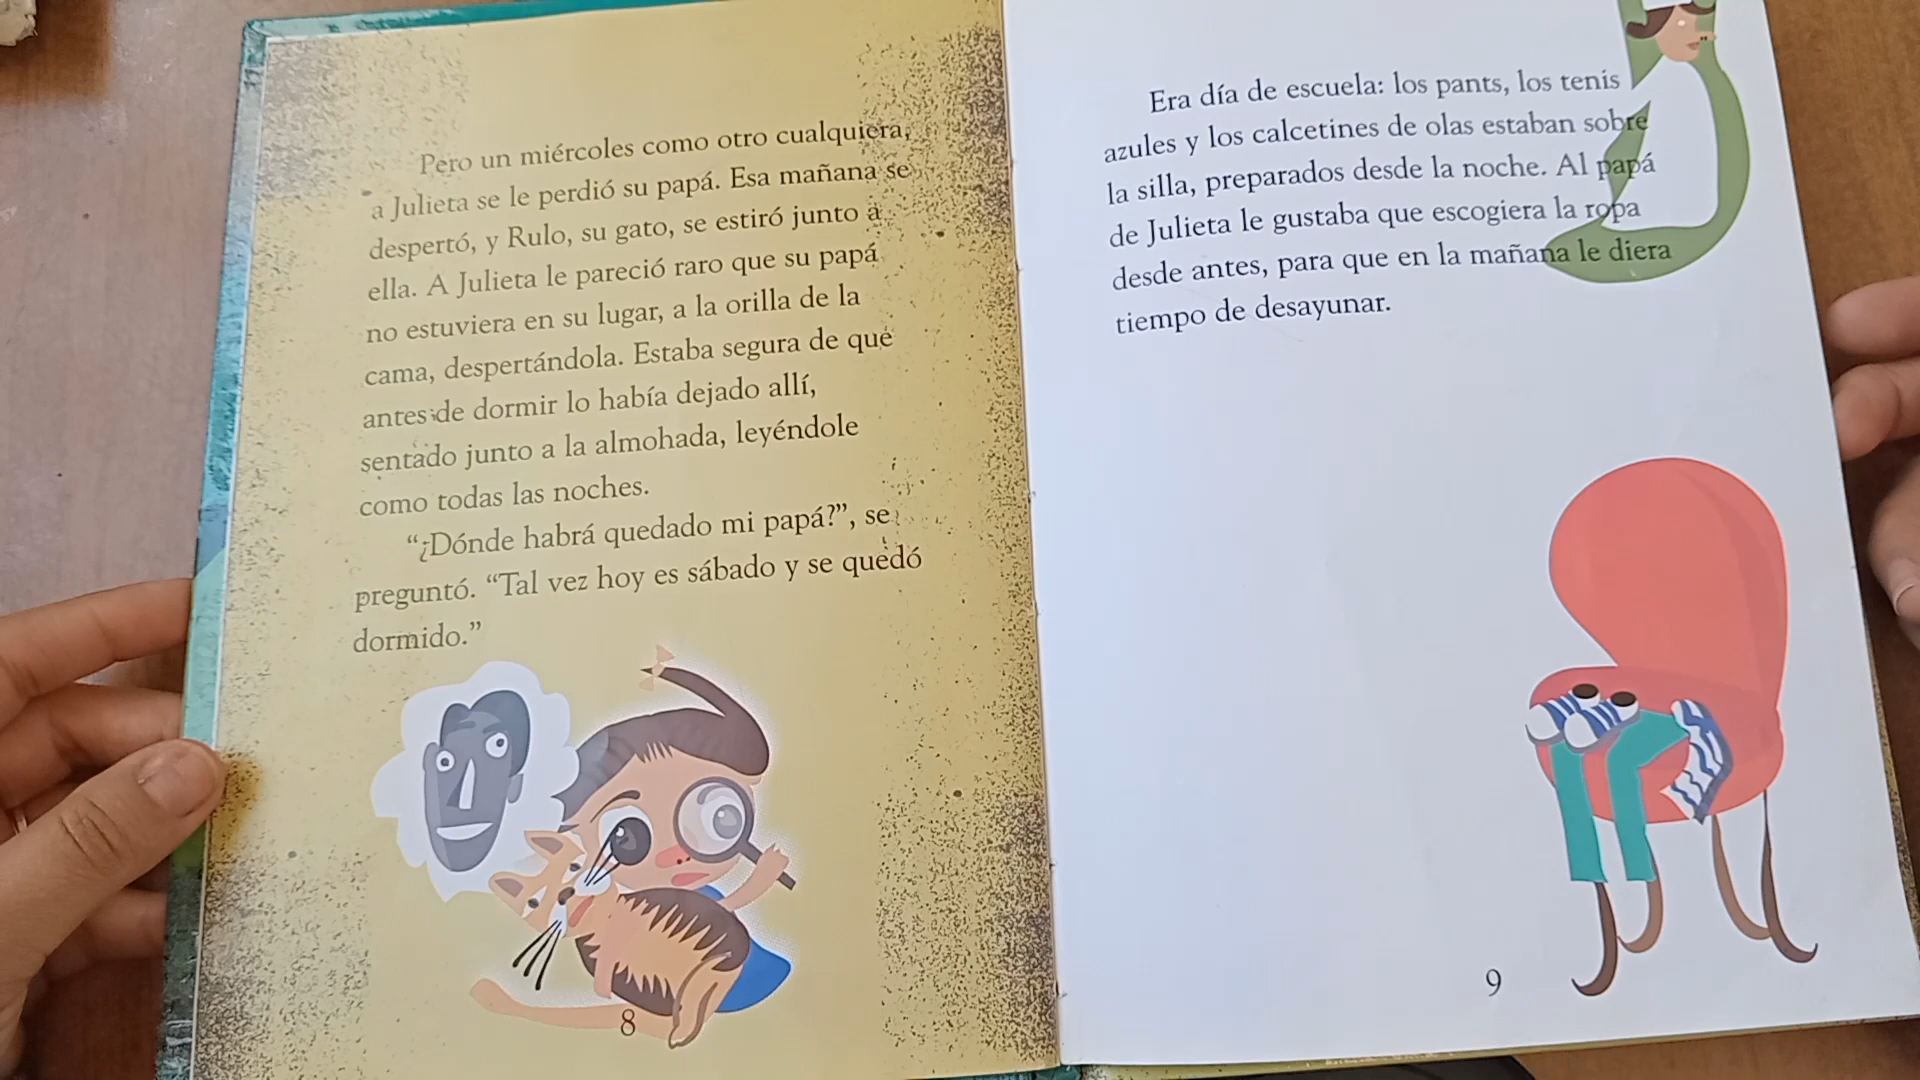 Pero un miércoles como otro cualquiera,
a Julieta se le perdió su papá. Esa mañana se
despertó, y Rulo, su gato, se estiró junto a
ella. A Julieta le pareció raro que su papá
no estuviera en su lugar, a la orilla de la
cama, despertándola. Estaba segura de que
antes de dormir lo había dejado allí,
sentado junto a la almohada, leyéndole
como todas las noches.
“¿Dónde habrá quedado mi papá?”, se
preguntó. “Tal vez hoy es sábado y se quedó
dormido.”
8
Era día de escuela: los pants, los tenis
azules y los calcetines de olas estaban sobre
la silla, preparados desde la noche. Al papá
de Julieta le gustaba que escogiera la ropa
desde antes, para que en la mañana le diera
tiempo de desayunar.
9